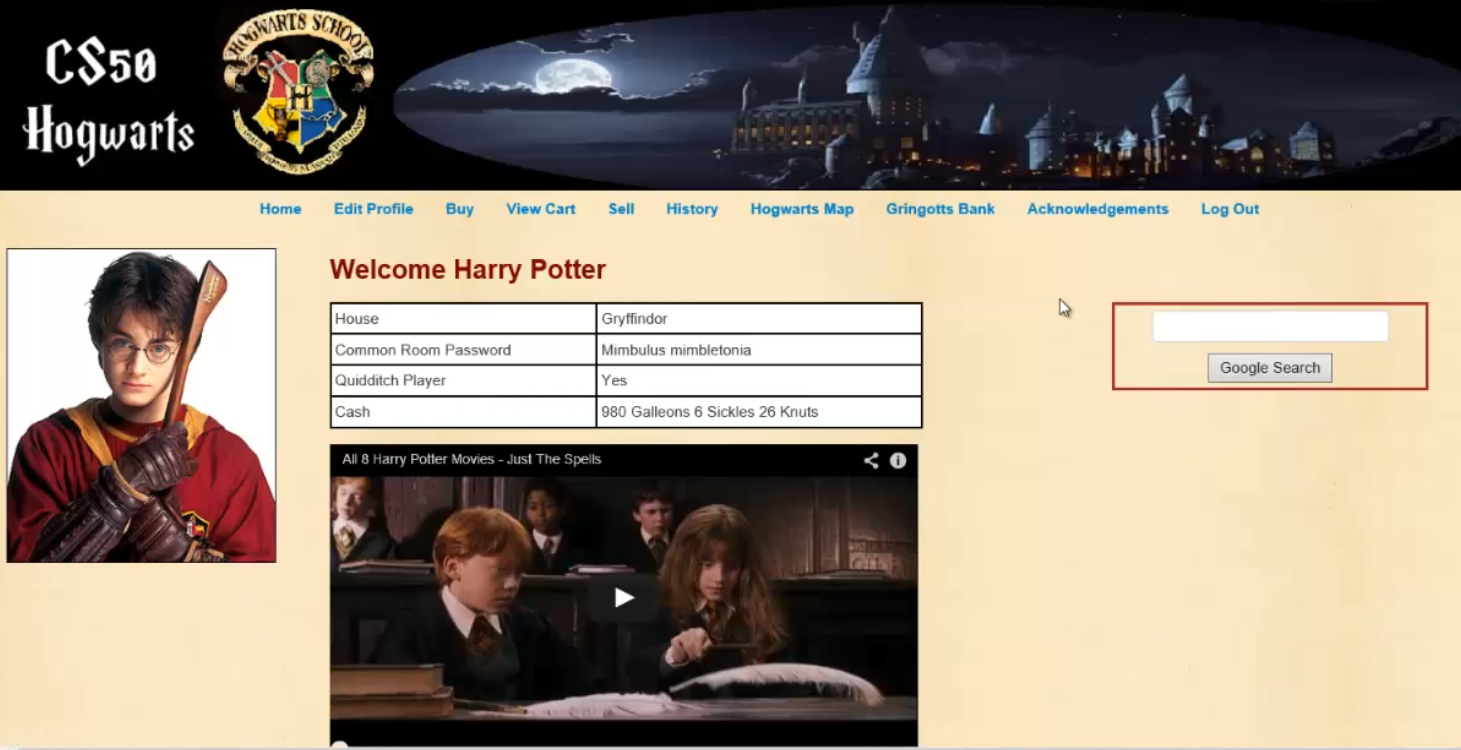 CS50
Hogwarts
HOGWARTS SCHOOL
H
Home Edit Profile Buy View Cart Sell History Hogwarts Map Gringotts Bank Acknowledgements Log Out
Welcome Harry Potter
House Gryffindor
Common Room Password Mimbulus mimbletonia
Quidditch Player Yes
Cash 980 Galleons 6 Sickles 26 Knuts
Google Search
All 8 Harry Potter Movies - Just The Spells